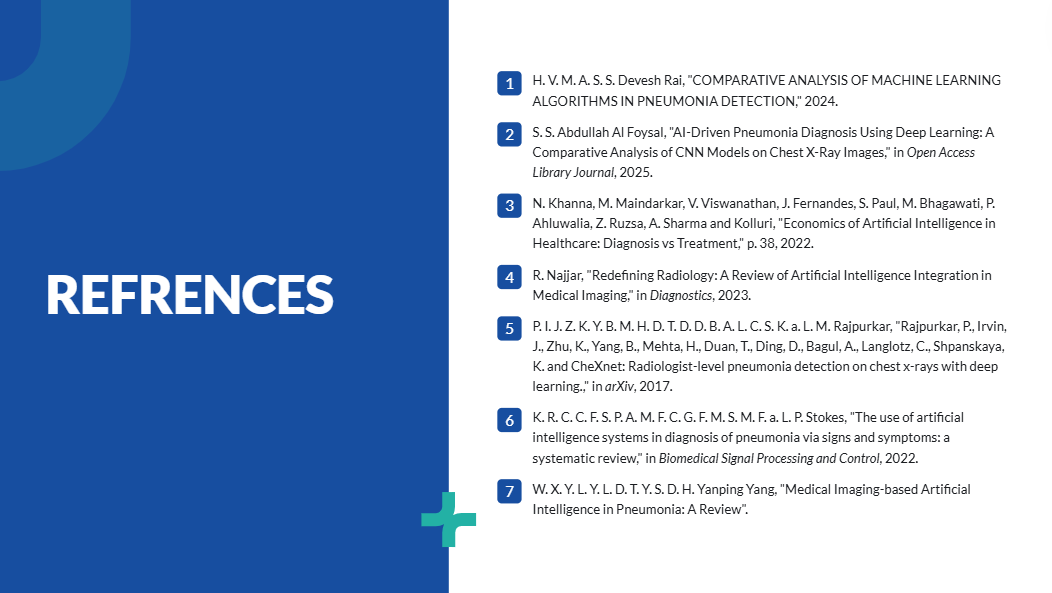 REFRENCES
1 H. V. M. A. S. S. Devesh Rai, "COMPARATIVE ANALYSIS OF MACHINE LEARNING
ALGORITHMS IN PNEUMONIA DETECTION," 2024.
2 S. S. Abdullah Al Foysal, "AI-Driven Pneumonia Diagnosis Using Deep Learning: A
Comparative Analysis of CNN Models on Chest X-Ray Images," in Open Access
Library Journal, 2025.
3 N. Khanna, M. Maindarkar, V. Viswanathan, J. Fernandes, S. Paul, M. Bhagawati, P.
Ahluwalia, Z. Ruzsa, A. Sharma and Kolluri, "Economics of Artificial Intelligence in
Healthcare: Diagnosis vs Treatment," p. 38, 2022.
4 R. Najjar, "Redefining Radiology: A Review of Artificial Intelligence Integration in
Medical Imaging," in Diagnostics, 2023.
5 P. I. J. Z. K. Y. B. M. H. D. T. D. D. B. A. L. C. S. K. a. L. M. Rajpurkar, "Rajpurkar, P., Irvin,
J., Zhu, K., Yang, B., Mehta, H., Duan, T., Ding, D., Bagul, A., Langlotz, C., Shpanskaya,
K. and CheXnet: Radiologist-level pneumonia detection on chest x-rays with deep
learning.," in arXiv, 2017.
6 K. R. C. C. F. S. P. A. M. F. C. G. F. M. S. M. F. a. L. P. Stokes, "The use of artificial
intelligence systems in diagnosis of pneumonia via signs and symptoms: a
systematic review," in Biomedical Signal Processing and Control, 2022.
7 W. X. Y. L. Y. L. D. T. Y. S. D. H. Yanping Yang, "Medical Imaging-based Artificial
Intelligence in Pneumonia: A Review".